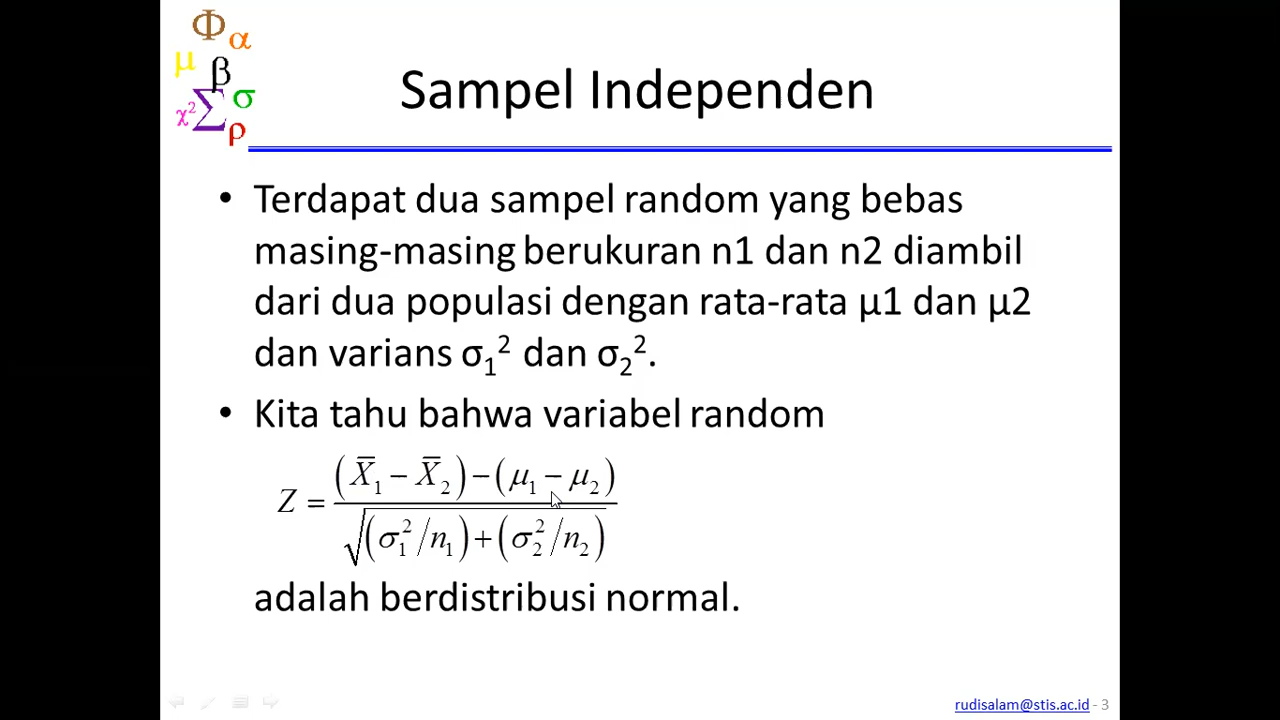 Φ α
μ β
χ² Σ σ
ρ
Sampel Independen
• Terdapat dua sampel random yang bebas
masing-masing berukuran n1 dan n2 diambil
dari dua populasi dengan rata-rata μ1 dan μ2
dan varians σ₁² dan σ₂².
• Kita tahu bahwa variabel random
Z = ((X̄₁ − X̄₂) − (μ₁ − μ₂)) / √((σ₁²/n₁) + (σ₂²/n₂))
adalah berdistribusi normal.
rudisalam@stis.ac.id - 3